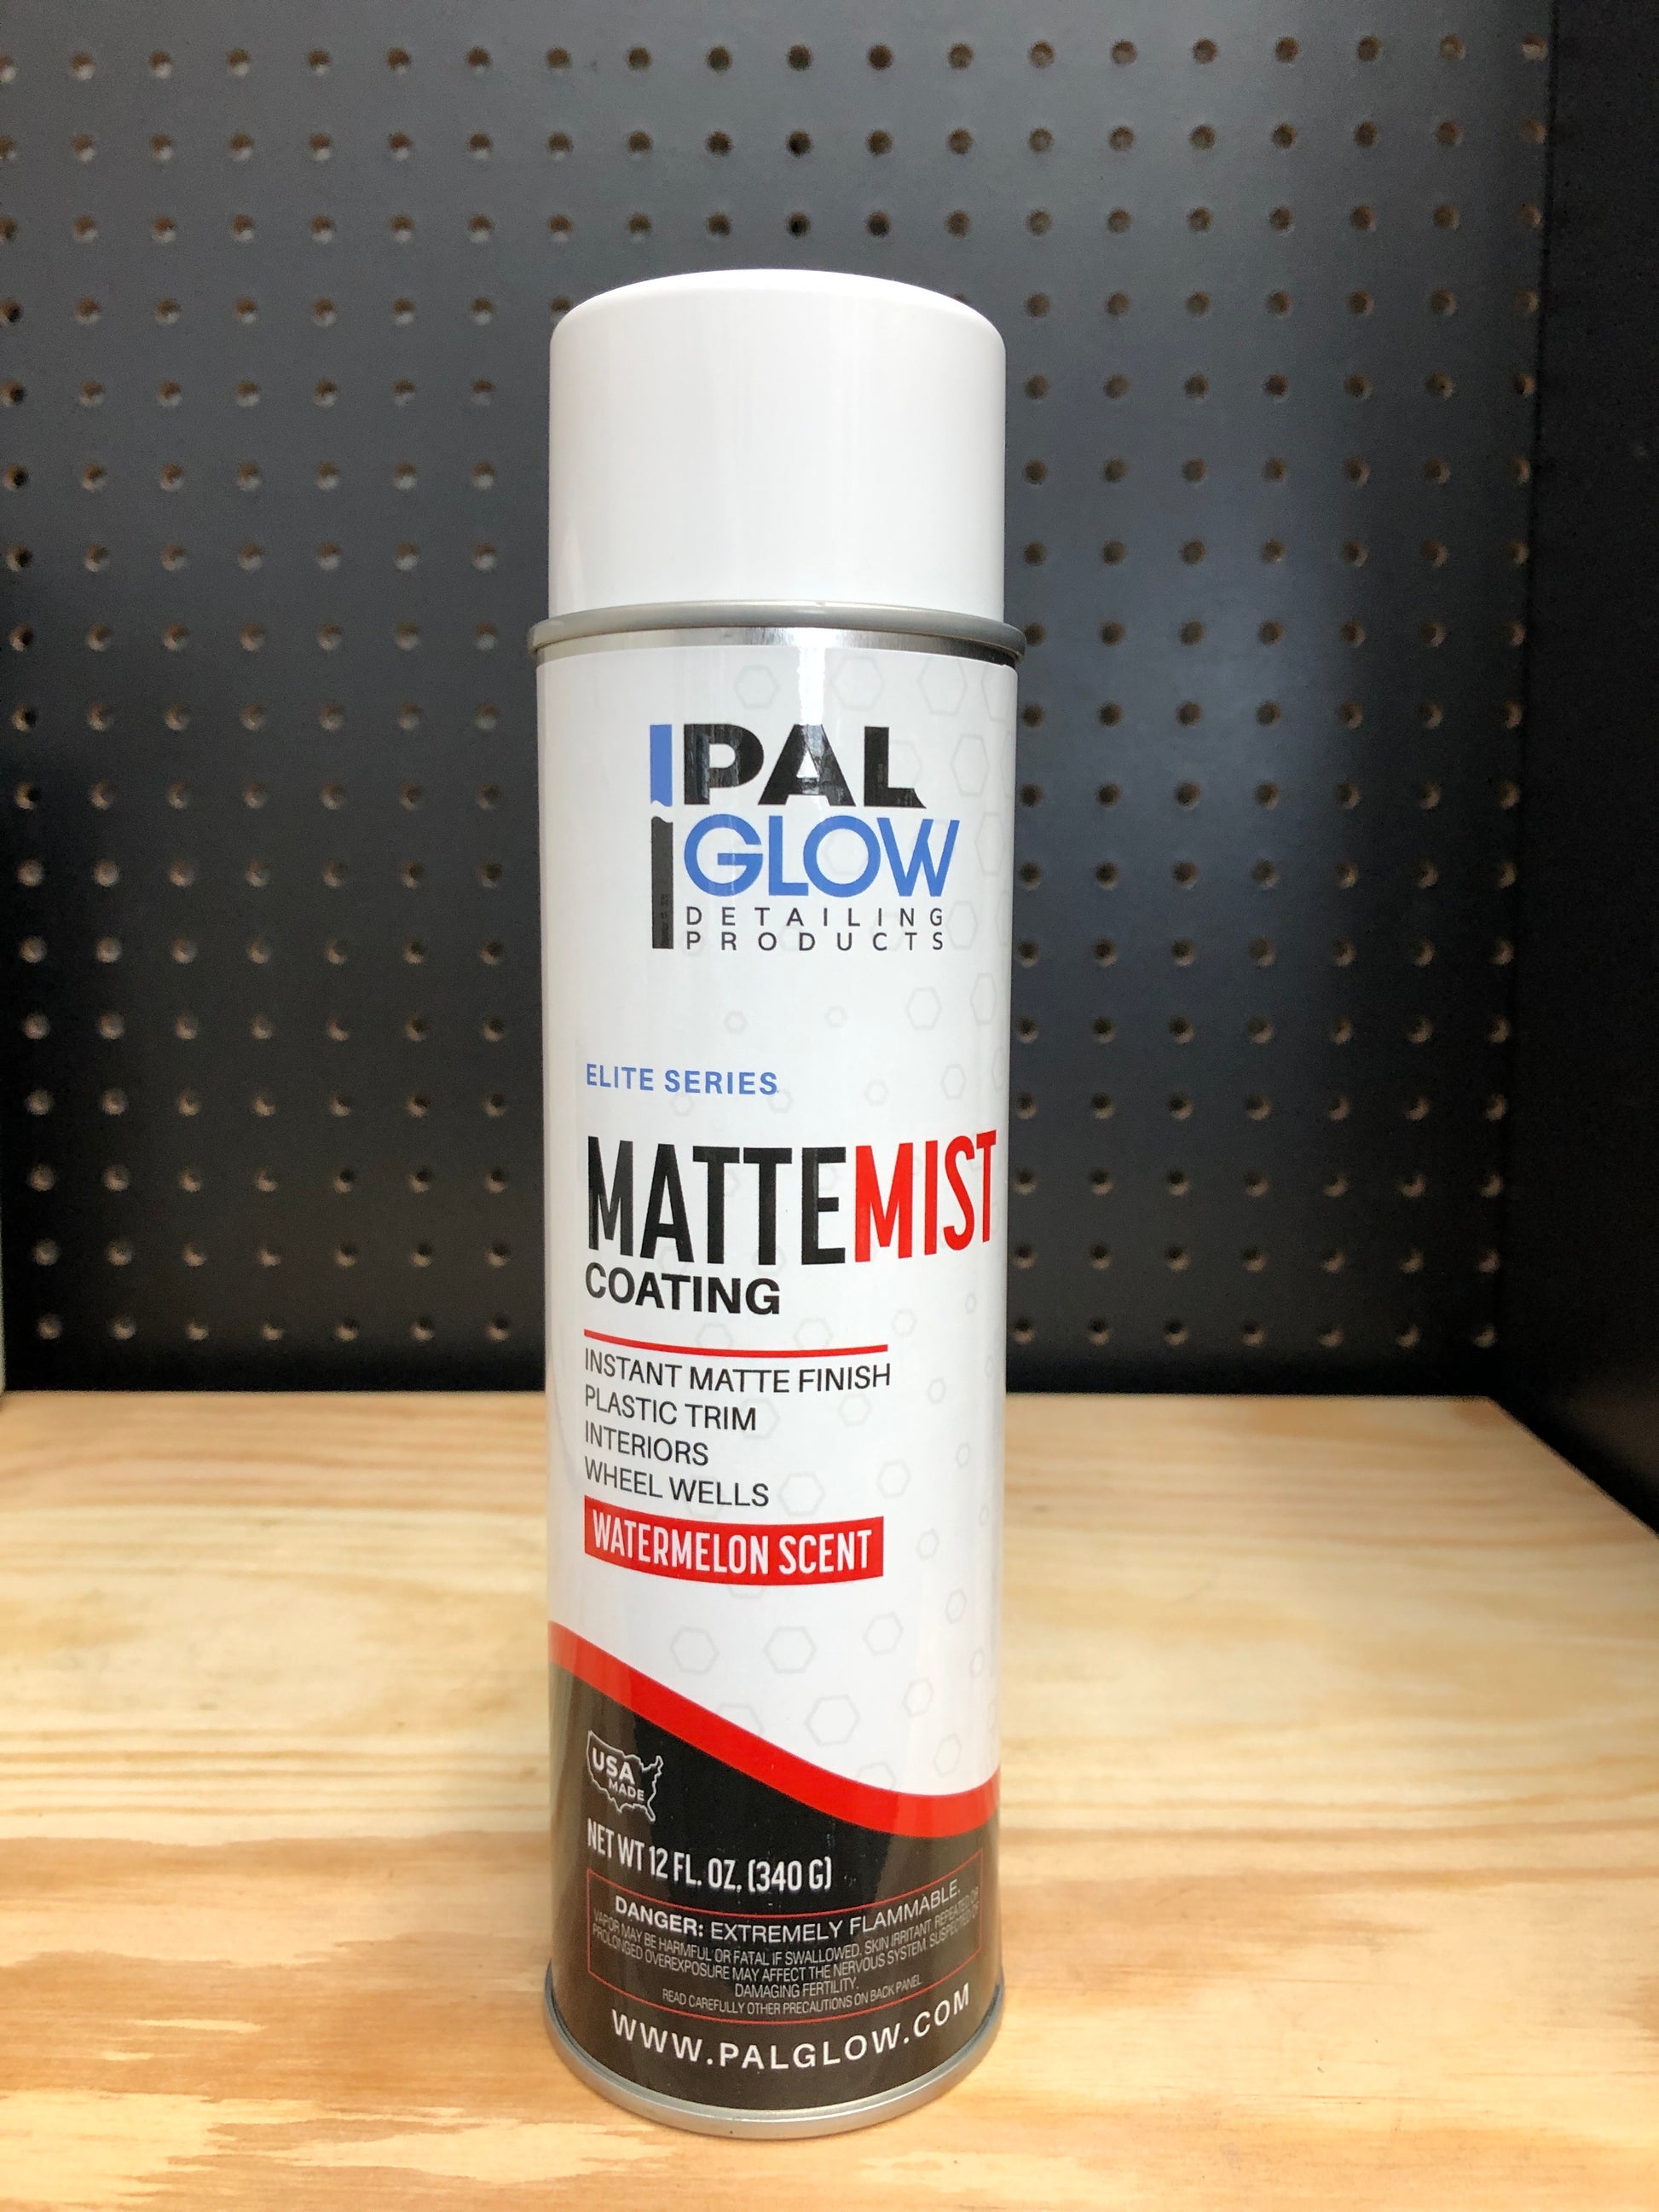 PAL
GLOW
DETAILING
PRODUCTS
ELITE SERIES
MATTEMIST
COATING
INSTANT MATTE FINISH
PLASTIC TRIM
INTERIORS
WHEEL WELLS
WATERMELON SCENT
USA
MADE
NET WT 12 FL. OZ. (340 G)
DANGER: EXTREMELY FLAMMABLE.
VAPOR MAY BE HARMFUL OR FATAL IF SWALLOWED. SKIN IRRITANT. REPEATED OR
PROLONGED OVEREXPOSURE MAY AFFECT THE NERVOUS SYSTEM. SUSPECTED OF
DAMAGING FERTILITY.
READ CAREFULLY OTHER PRECAUTIONS ON BACK PANEL
WWW.PALGLOW.COM